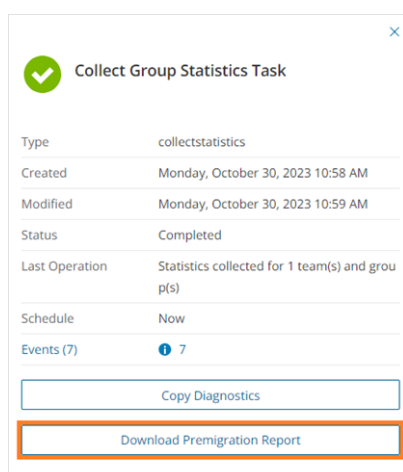 Collect Group Statistics Task
Type collectstatistics
Created Monday, October 30, 2023 10:58 AM
Modified Monday, October 30, 2023 10:59 AM
Status Completed
Last Operation Statistics collected for 1 team(s) and grou
p(s)
Schedule Now
Events (7) 7
Copy Diagnostics
Download Premigration Report